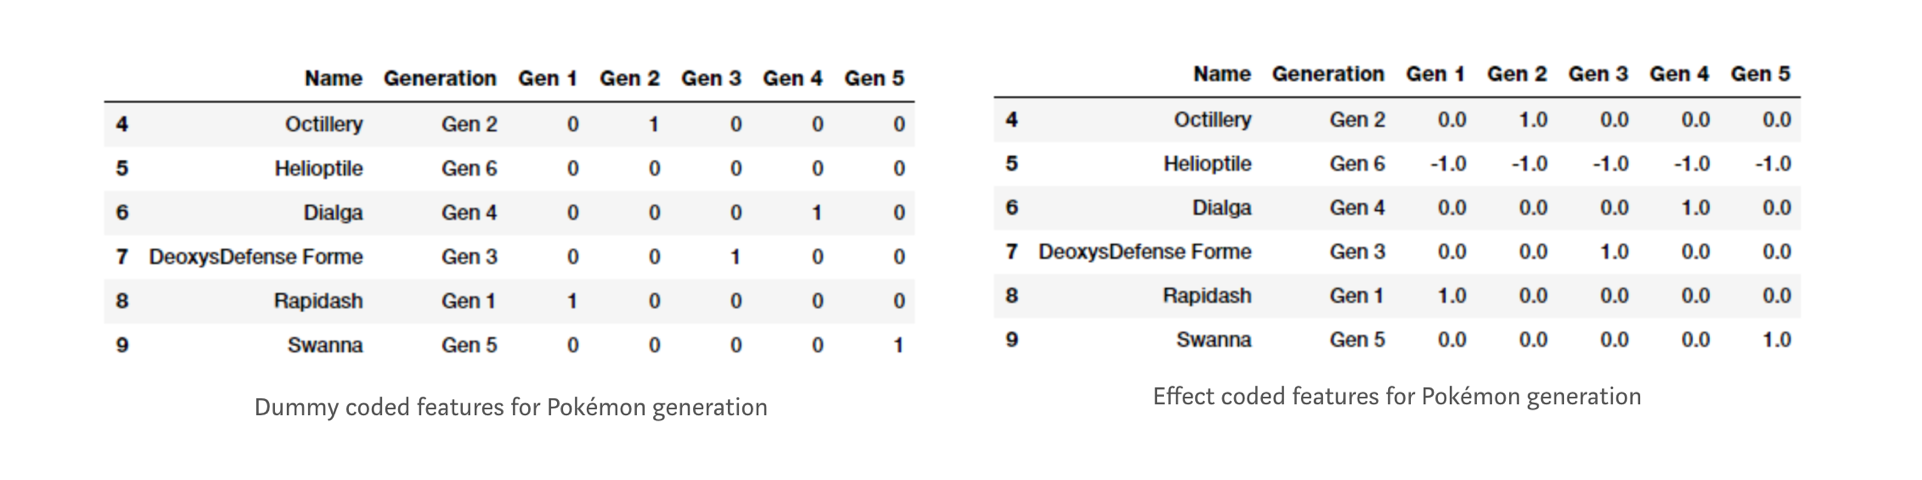 Name Generation Gen 1 Gen 2 Gen 3 Gen 4 Gen 5
4 Octillery Gen 2 0 1 0 0 0
5 Helioptile Gen 6 0 0 0 0 0
6 Dialga Gen 4 0 0 0 1 0
7 DeoxysDefense Forme Gen 3 0 0 1 0 0
8 Rapidash Gen 1 1 0 0 0 0
9 Swanna Gen 5 0 0 0 0 1
Dummy coded features for Pokémon generation
Name Generation Gen 1 Gen 2 Gen 3 Gen 4 Gen 5
4 Octillery Gen 2 0.0 1.0 0.0 0.0 0.0
5 Helioptile Gen 6 -1.0 -1.0 -1.0 -1.0 -1.0
6 Dialga Gen 4 0.0 0.0 0.0 1.0 0.0
7 DeoxysDefense Forme Gen 3 0.0 0.0 1.0 0.0 0.0
8 Rapidash Gen 1 1.0 0.0 0.0 0.0 0.0
9 Swanna Gen 5 0.0 0.0 0.0 0.0 1.0
Effect coded features for Pokémon generation